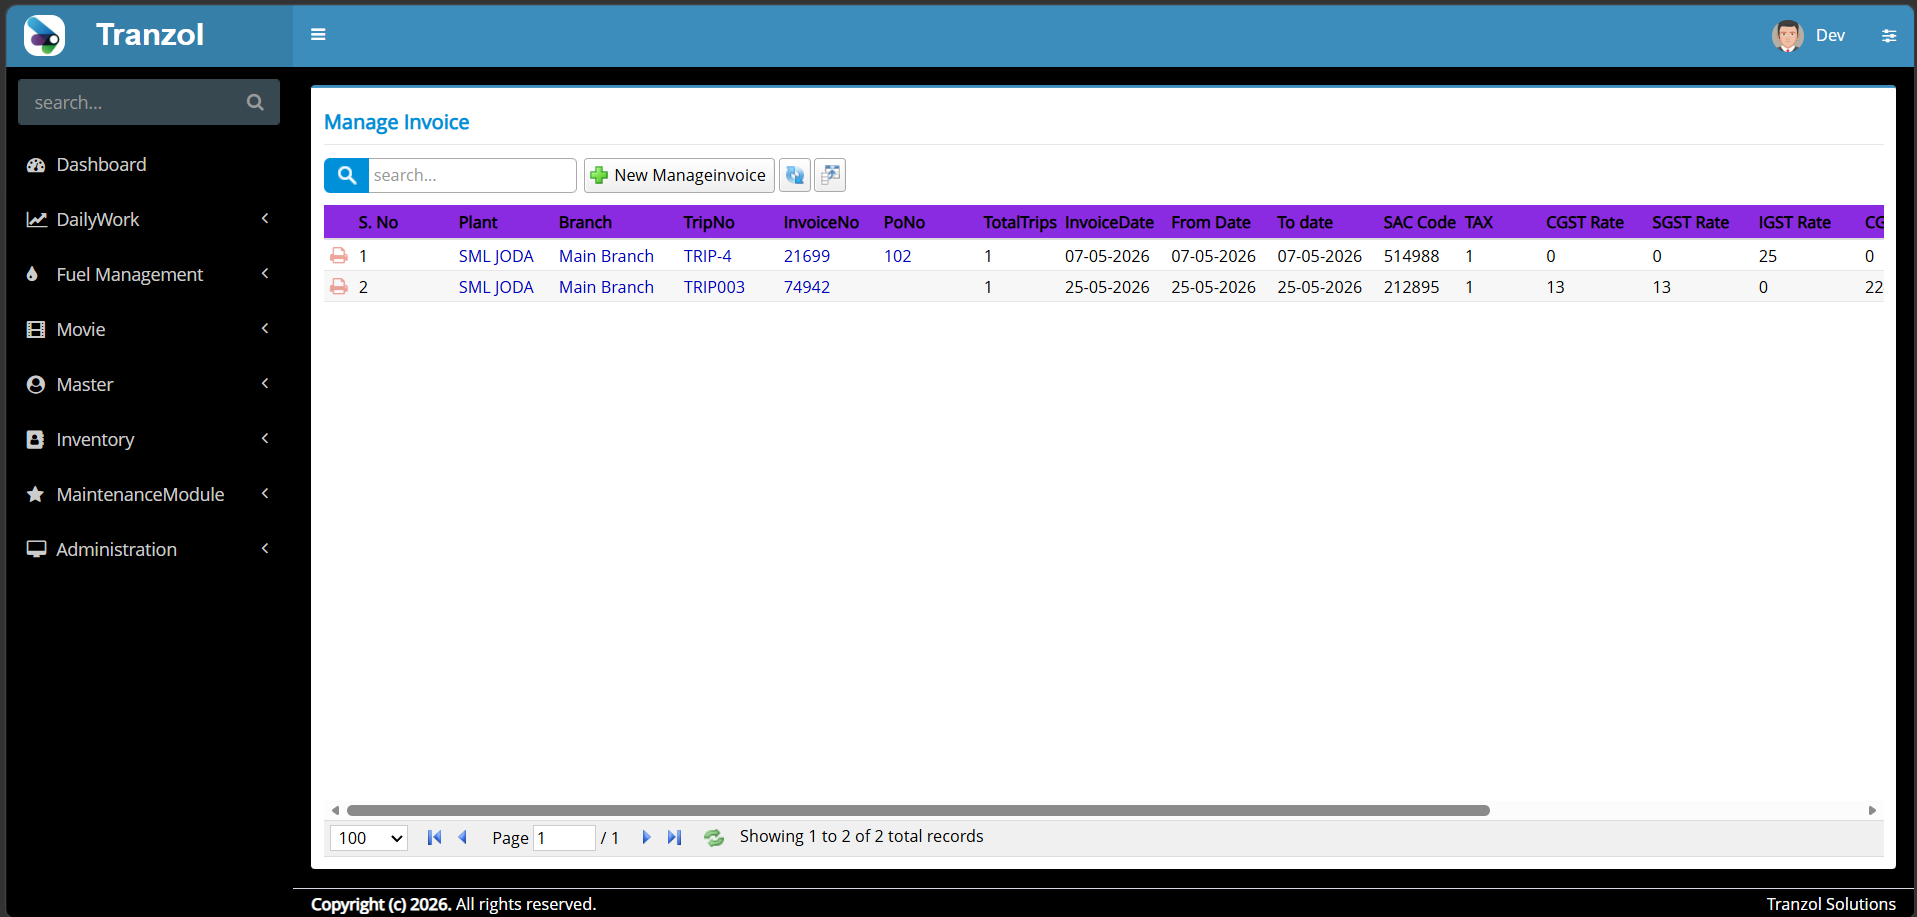 Tranzol
Dev
search...
Dashboard
DailyWork
Fuel Management
Movie
Master
Inventory
MaintenanceModule
Administration
Manage Invoice
search...
New Manageinvoice
S. No Plant Branch TripNo InvoiceNo PoNo TotalTrips InvoiceDate From Date To date SAC Code TAX CGST Rate SGST Rate IGST Rate CG
1 SML JODA Main Branch TRIP-4 21699 102 1 07-05-2026 07-05-2026 07-05-2026 514988 1 0 0 25 0
2 SML JODA Main Branch TRIP003 74942 1 25-05-2026 25-05-2026 25-05-2026 212895 1 13 13 0 22
100 Page 1 / 1 Showing 1 to 2 of 2 total records
Copyright (c) 2026. All rights reserved.
Tranzol Solutions